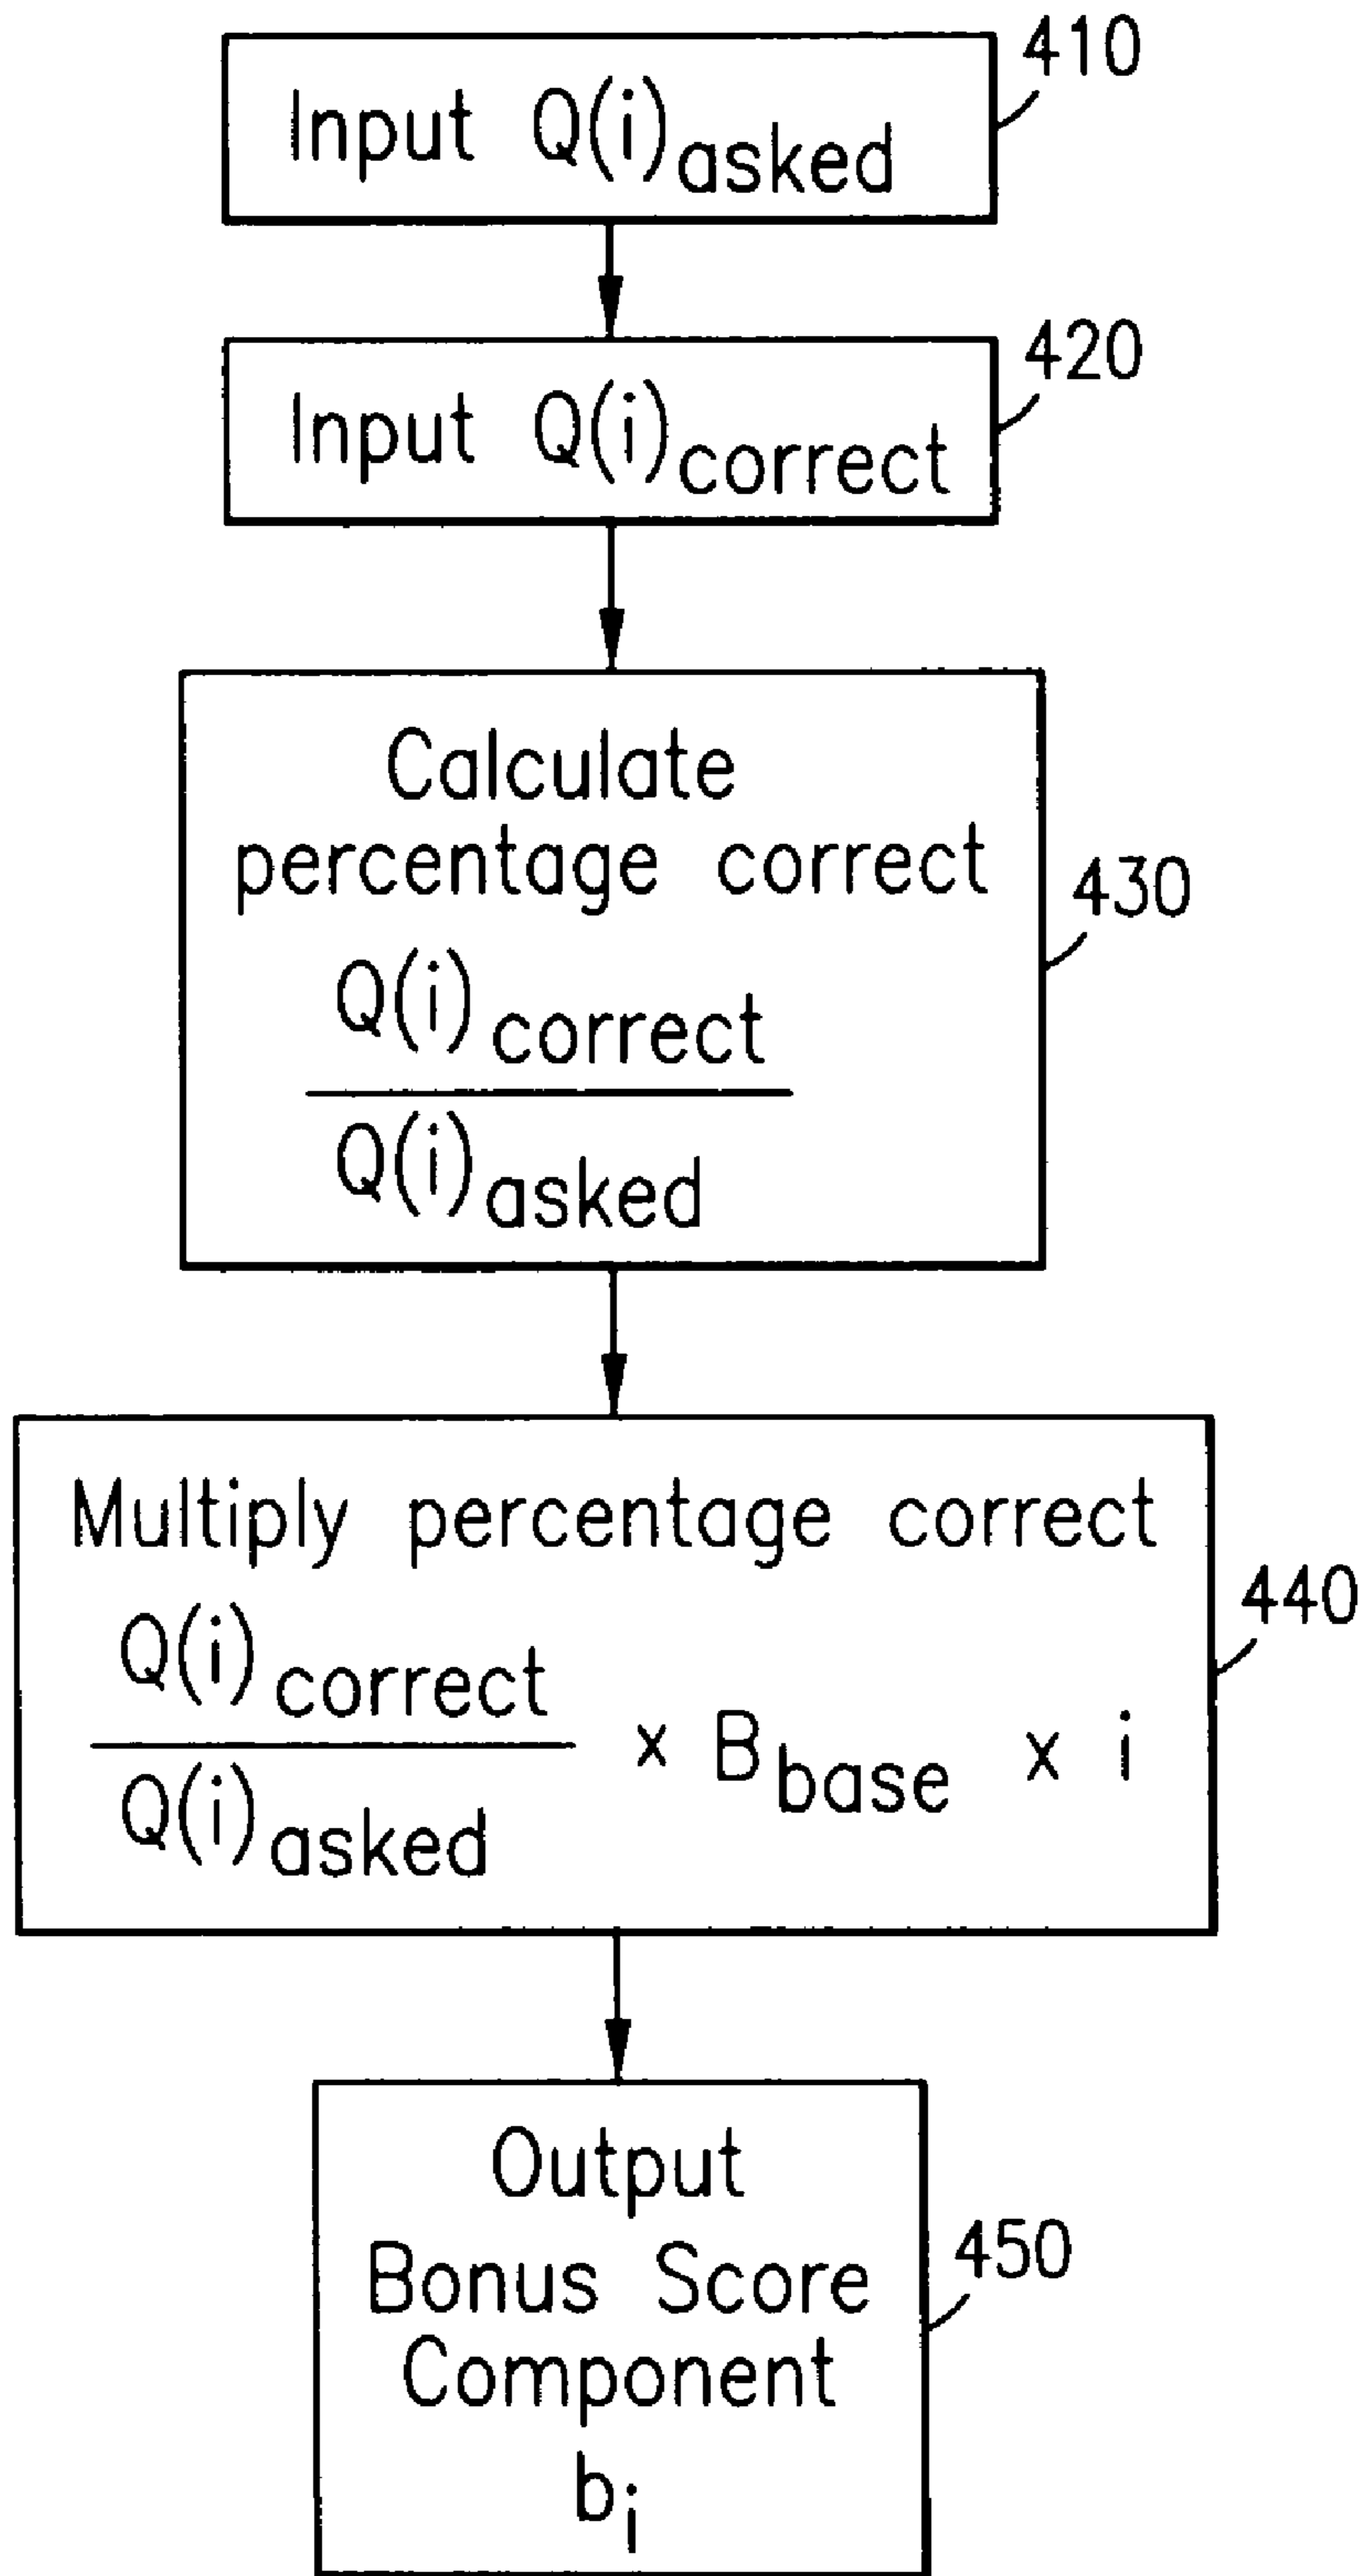 410
Input Q(i)asked
420
Input Q(i)correct
Calculate
percentage correct
430
Q(i)correct
Q(i)asked
Multiply percentage correct
440
Q(i)correct
x Bbase x i
Q(i)asked
Output
Bonus Score
450
Component
bi